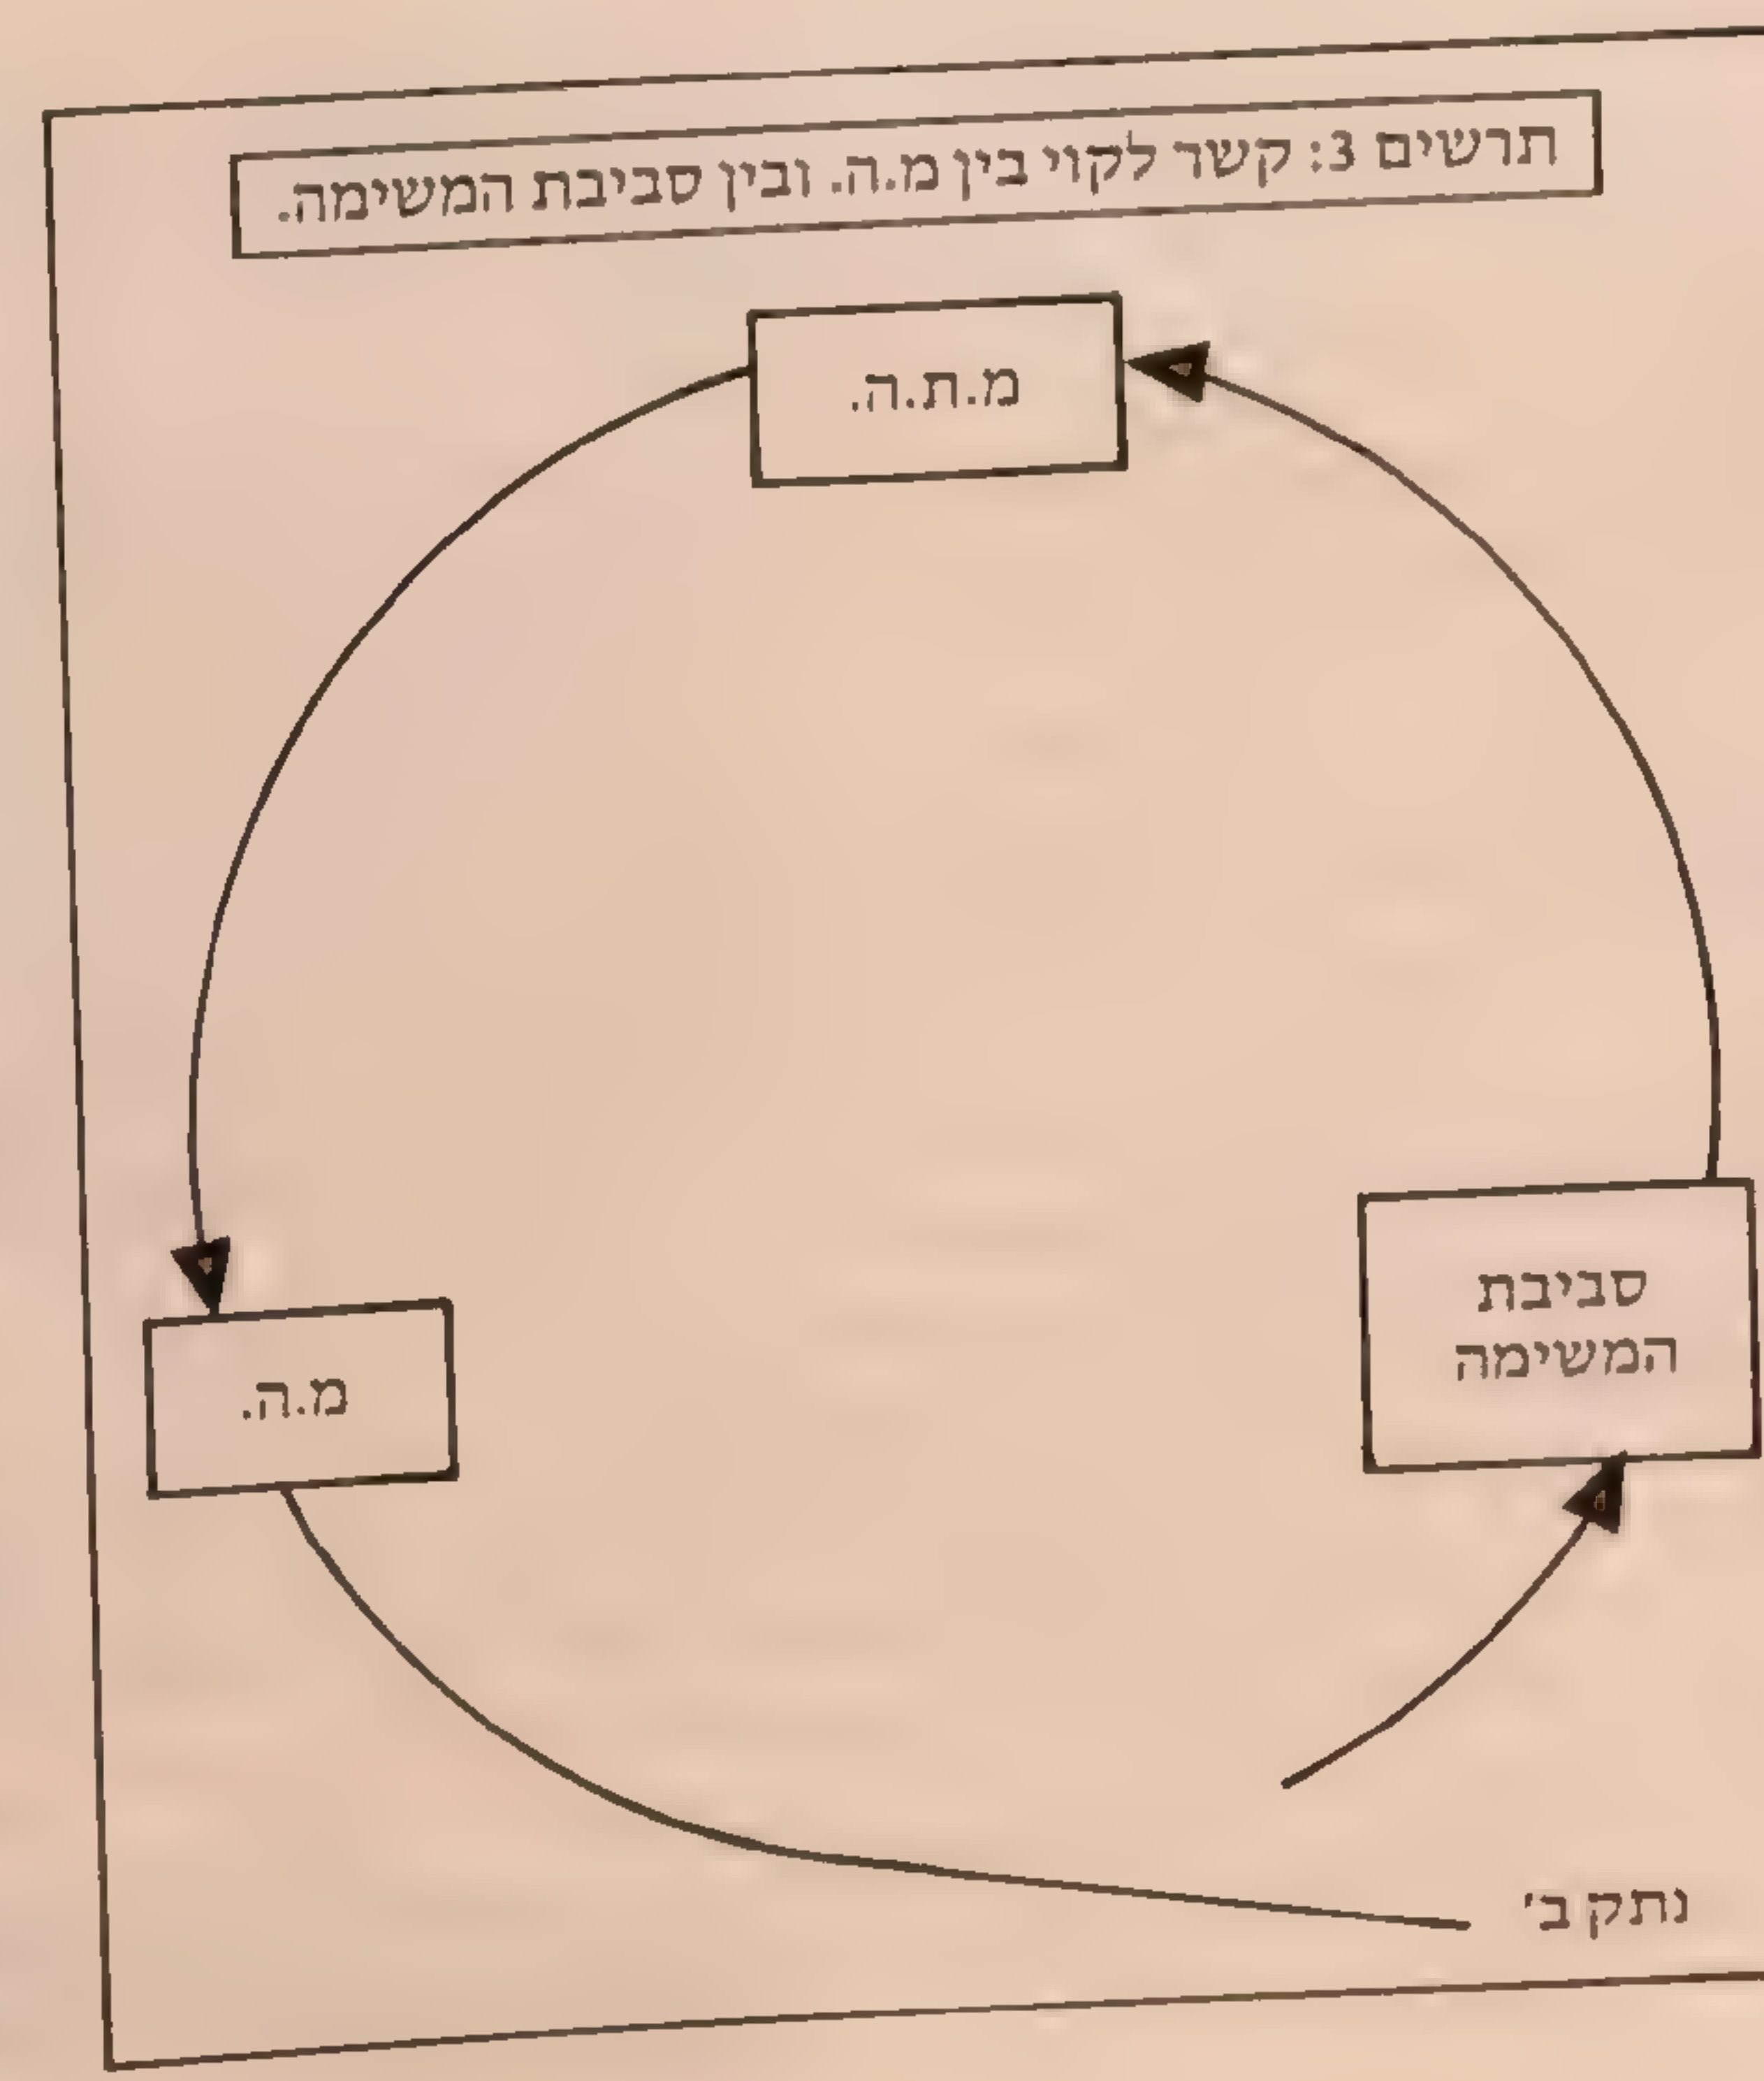 תרשים 3: קשר לקוי בין מ.ה. ובין סביבת המשימה.
מ.ת.ה.
סביבת
המשימה
מ.ה.
נתק ב'